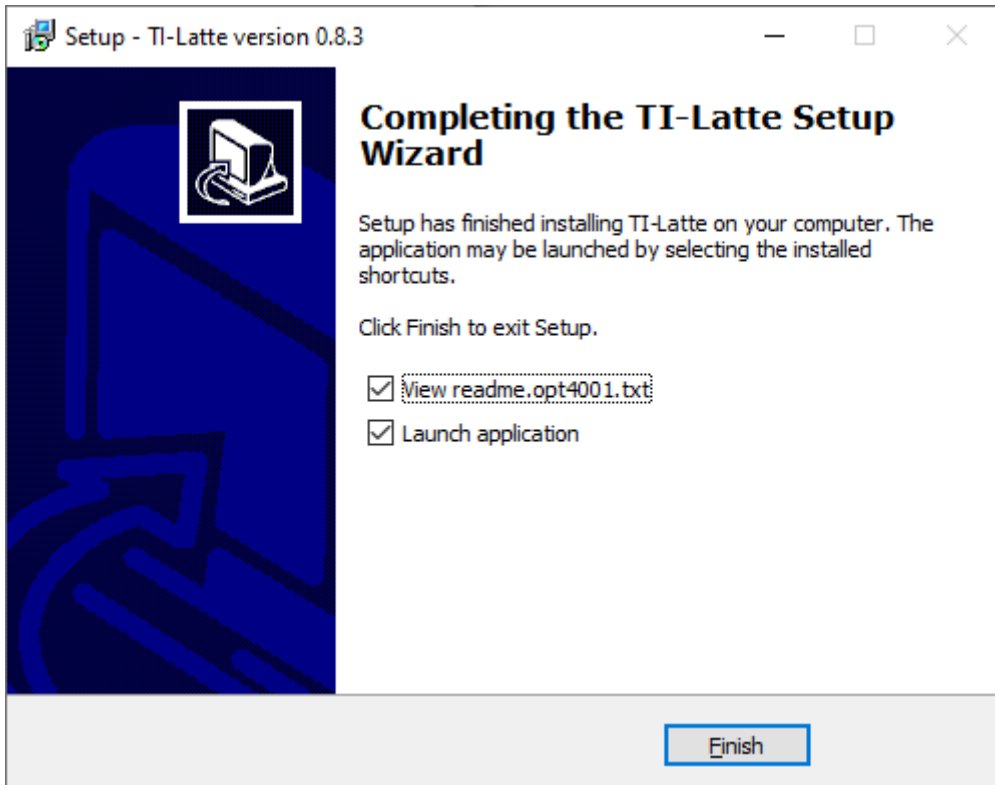 Setup - TI-Latte version 0.8.3
Completing the TI-Latte Setup
Wizard
Setup has finished installing TI-Latte on your computer. The
application may be launched by selecting the installed
shortcuts.
Click Finish to exit Setup.
View readme.opt4001.txt
Launch application
Finish